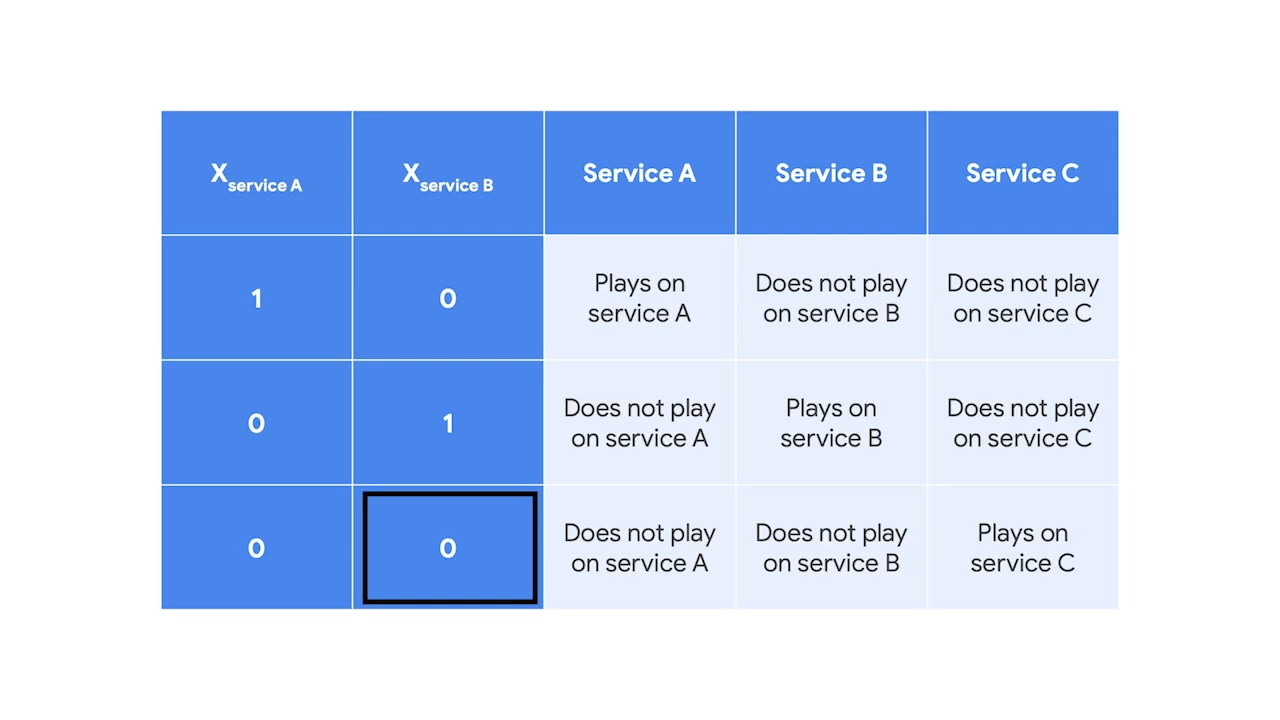 X service A X service B Service A Service B Service C
1 0 Plays on service A Does not play on service B Does not play on service C
0 1 Does not play on service A Plays on service B Does not play on service C
0 0 Does not play on service A Does not play on service B Plays on service C